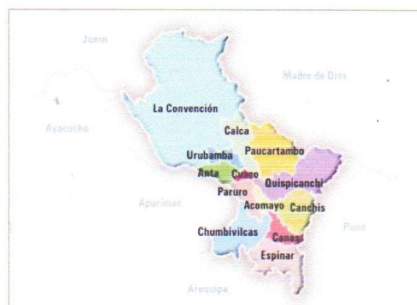 Junín
Madre de Dios
La Convención
Calca
Ayacucho
Urubamba
Paucartambo
Anta
Cusco
Quispicanchi
Paruro
Apurímac
Acomayo
Canchis
Puno
Chumbivilcas
Canas
Espinar
Arequipa